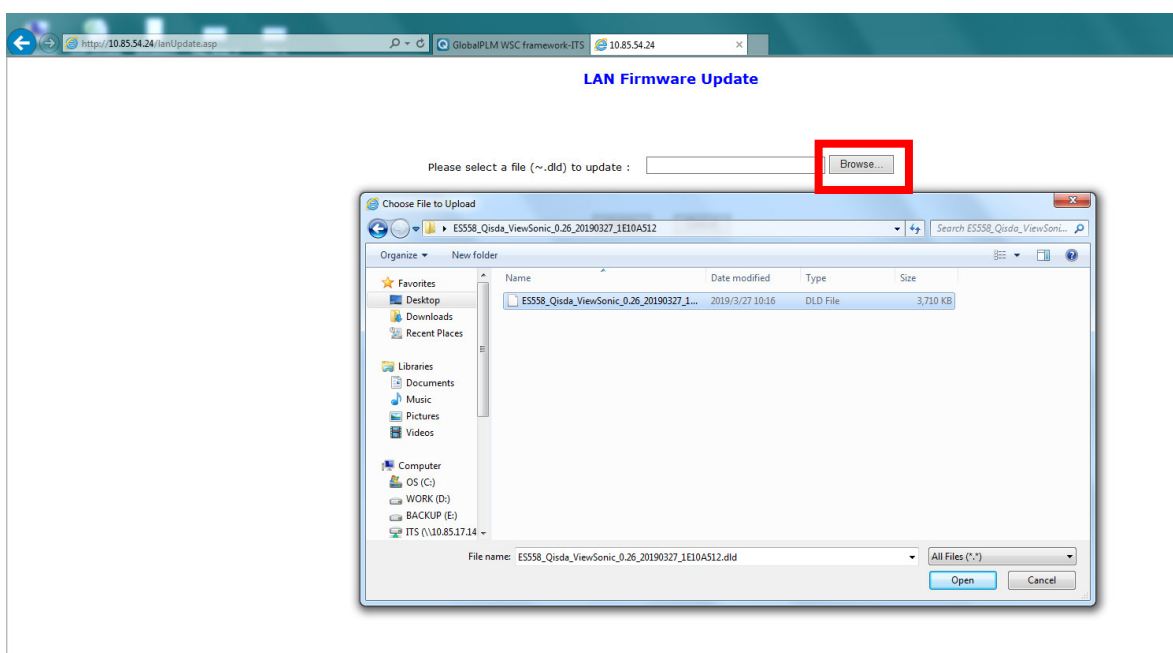 http://10.85.54.24/lanUpdate.asp
GlobalPLM WSC framework-ITS
10.85.54.24
LAN Firmware Update
Please select a file (~.dld) to update :
Browse...
Choose File to Upload
ES558_Qisda_ViewSonic_0.26_20190327_1E10A512
Search ES558_Qisda_ViewSoni...
Organize
New folder
Name Date modified Type Size
ES558_Qisda_ViewSonic_0.26_20190327_1... 2019/3/27 10:16 DLD File 3,710 KB
Favorites
Desktop
Downloads
Recent Places
Libraries
Documents
Music
Pictures
Videos
Computer
OS (C:)
WORK (D:)
BACKUP (E:)
ITS (\\10.85.17.14
File name: ES558_Qisda_ViewSonic_0.26_20190327_1E10A512.dld
All Files (*.*)
Open
Cancel